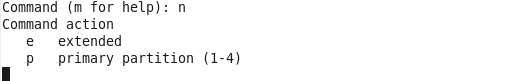 Command (m for help): n
Command action
   e   extended
   p   primary partition (1-4)